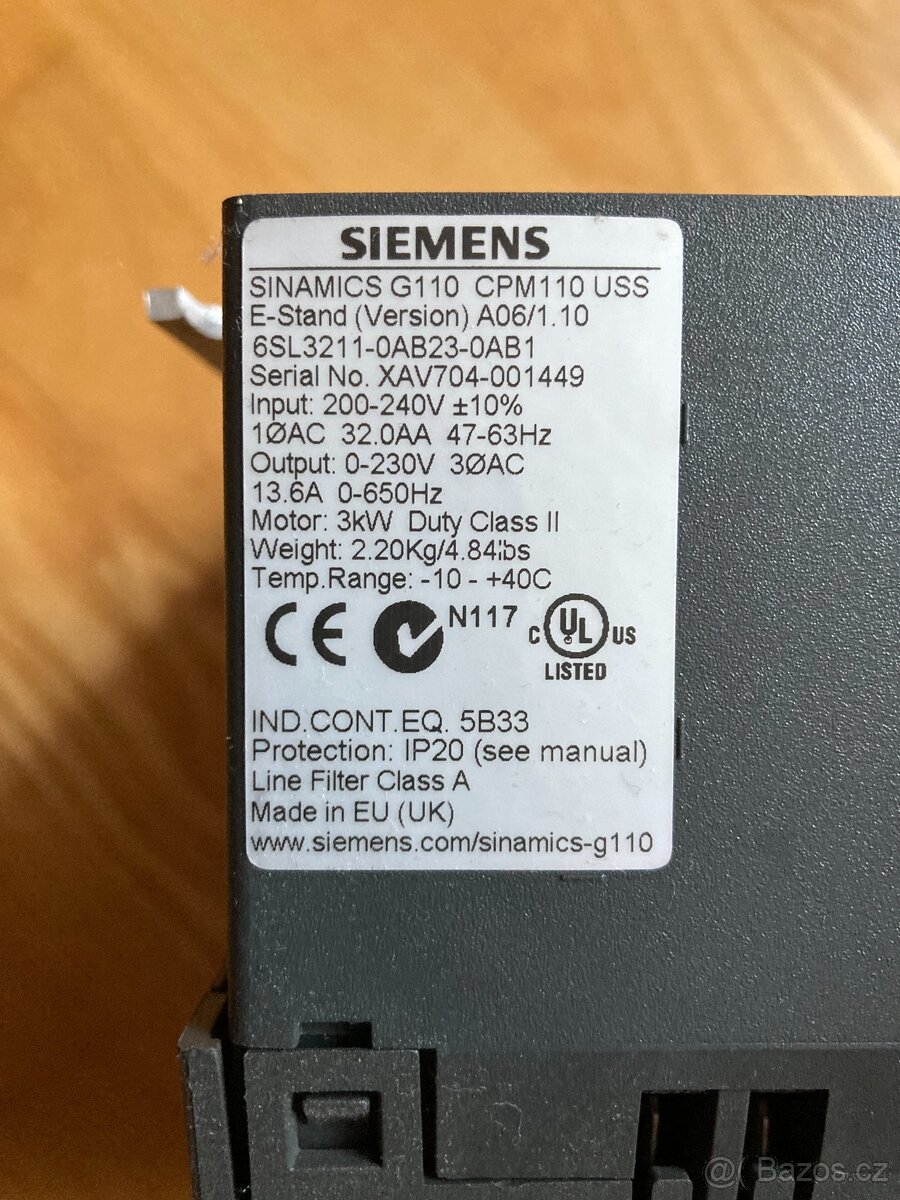 SIEMENS
SINAMICS G110 CPM110 USS
E-Stand (Version) A06/1.10
6SL3211-0AB23-0AB1
Serial No. XAV704-001449
Input: 200-240V ±10%
1ØAC 32.0AA 47-63Hz
Output: 0-230V 3ØAC
13.6A 0-650Hz
Motor: 3kW Duty Class II
Weight: 2.20Kg/4.84lbs
Temp.Range: -10 - +40C
CE N117 C UL US
LISTED
IND.CONT.EQ. 5B33
Protection: IP20 (see manual)
Line Filter Class A
Made in EU (UK)
www.siemens.com/sinamics-g110
@( Bazos.cz